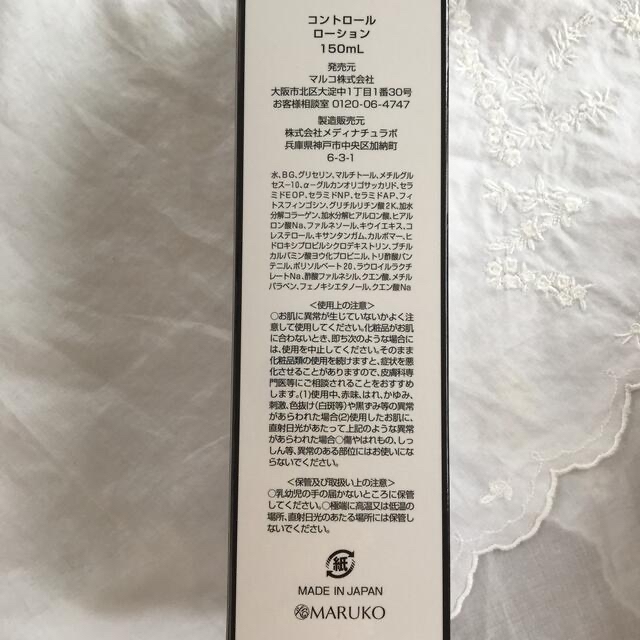 コントロール
ローション
150mL
発売元
マルコ株式会社
大阪市北区大淀中1丁目1番30号
お客様相談室 0120-06-4747
製造販売元
株式会社メディナチュラボ
兵庫県神戸市中央区加納町
6-3-1
水、BG、グリセリン、マルチトール、メチルグル
セス-10、α-グルカンオリゴサッカリド、セラ
ミドEOP、セラミドNP、セラミドAP、フィ
トスフィンゴシン、グリチルリチン酸2K、加水
分解コラーゲン、加水分解ヒアルロン酸、ヒアル
ロン酸Na、ファルネソール、キウイエキス、コ
レステロール、キサンタンガム、カルボマー、ヒ
ドロキシプロピルシクロデキストリン、ブチル
カルバミン酸ヨウ化プロピニル、トリ酢酸パン
テニル、ポリソルベート20、ラウロイルラクチ
レートNa、酢酸ファルネシル、クエン酸、メチル
パラベン、フェノキシエタノール、クエン酸Na
〈使用上の注意〉
○お肌に異常が生じていないかよく注
意して使用してください。化粧品がお肌
に合わないとき、即ち次のような場合に
は、使用を中止してください。そのまま
化粧品類の使用を続けますと、症状を悪
化させることがありますので、皮膚科専
門医等にご相談されることをおすすめ
します。(1)使用中、赤味、はれ、かゆみ、
刺激、色抜け(白斑等)や黒ずみ等の異常
があらわれた場合(2)使用したお肌に、
直射日光があたって上記のような異常
があらわれた場合○傷やはれもの、しっ
しん等、異常のある部位にはお使いにな
らないでください。
〈保管及び取扱い上の注意〉
○乳幼児の手の届かないところに保管
してください。○極端に高温又は低温の
場所、直射日光のあたる場所には保管し
ないでください。
紙
MADE IN JAPAN
MARUKO